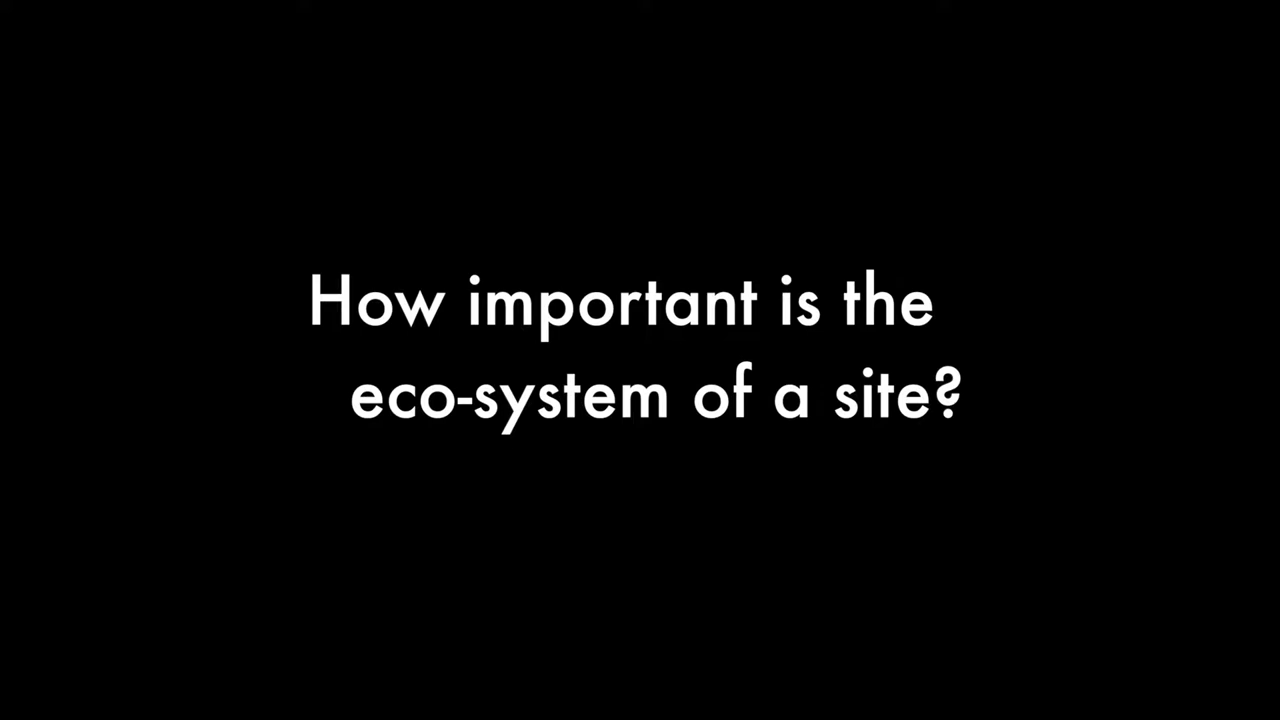 How important is the
eco-system of a site?